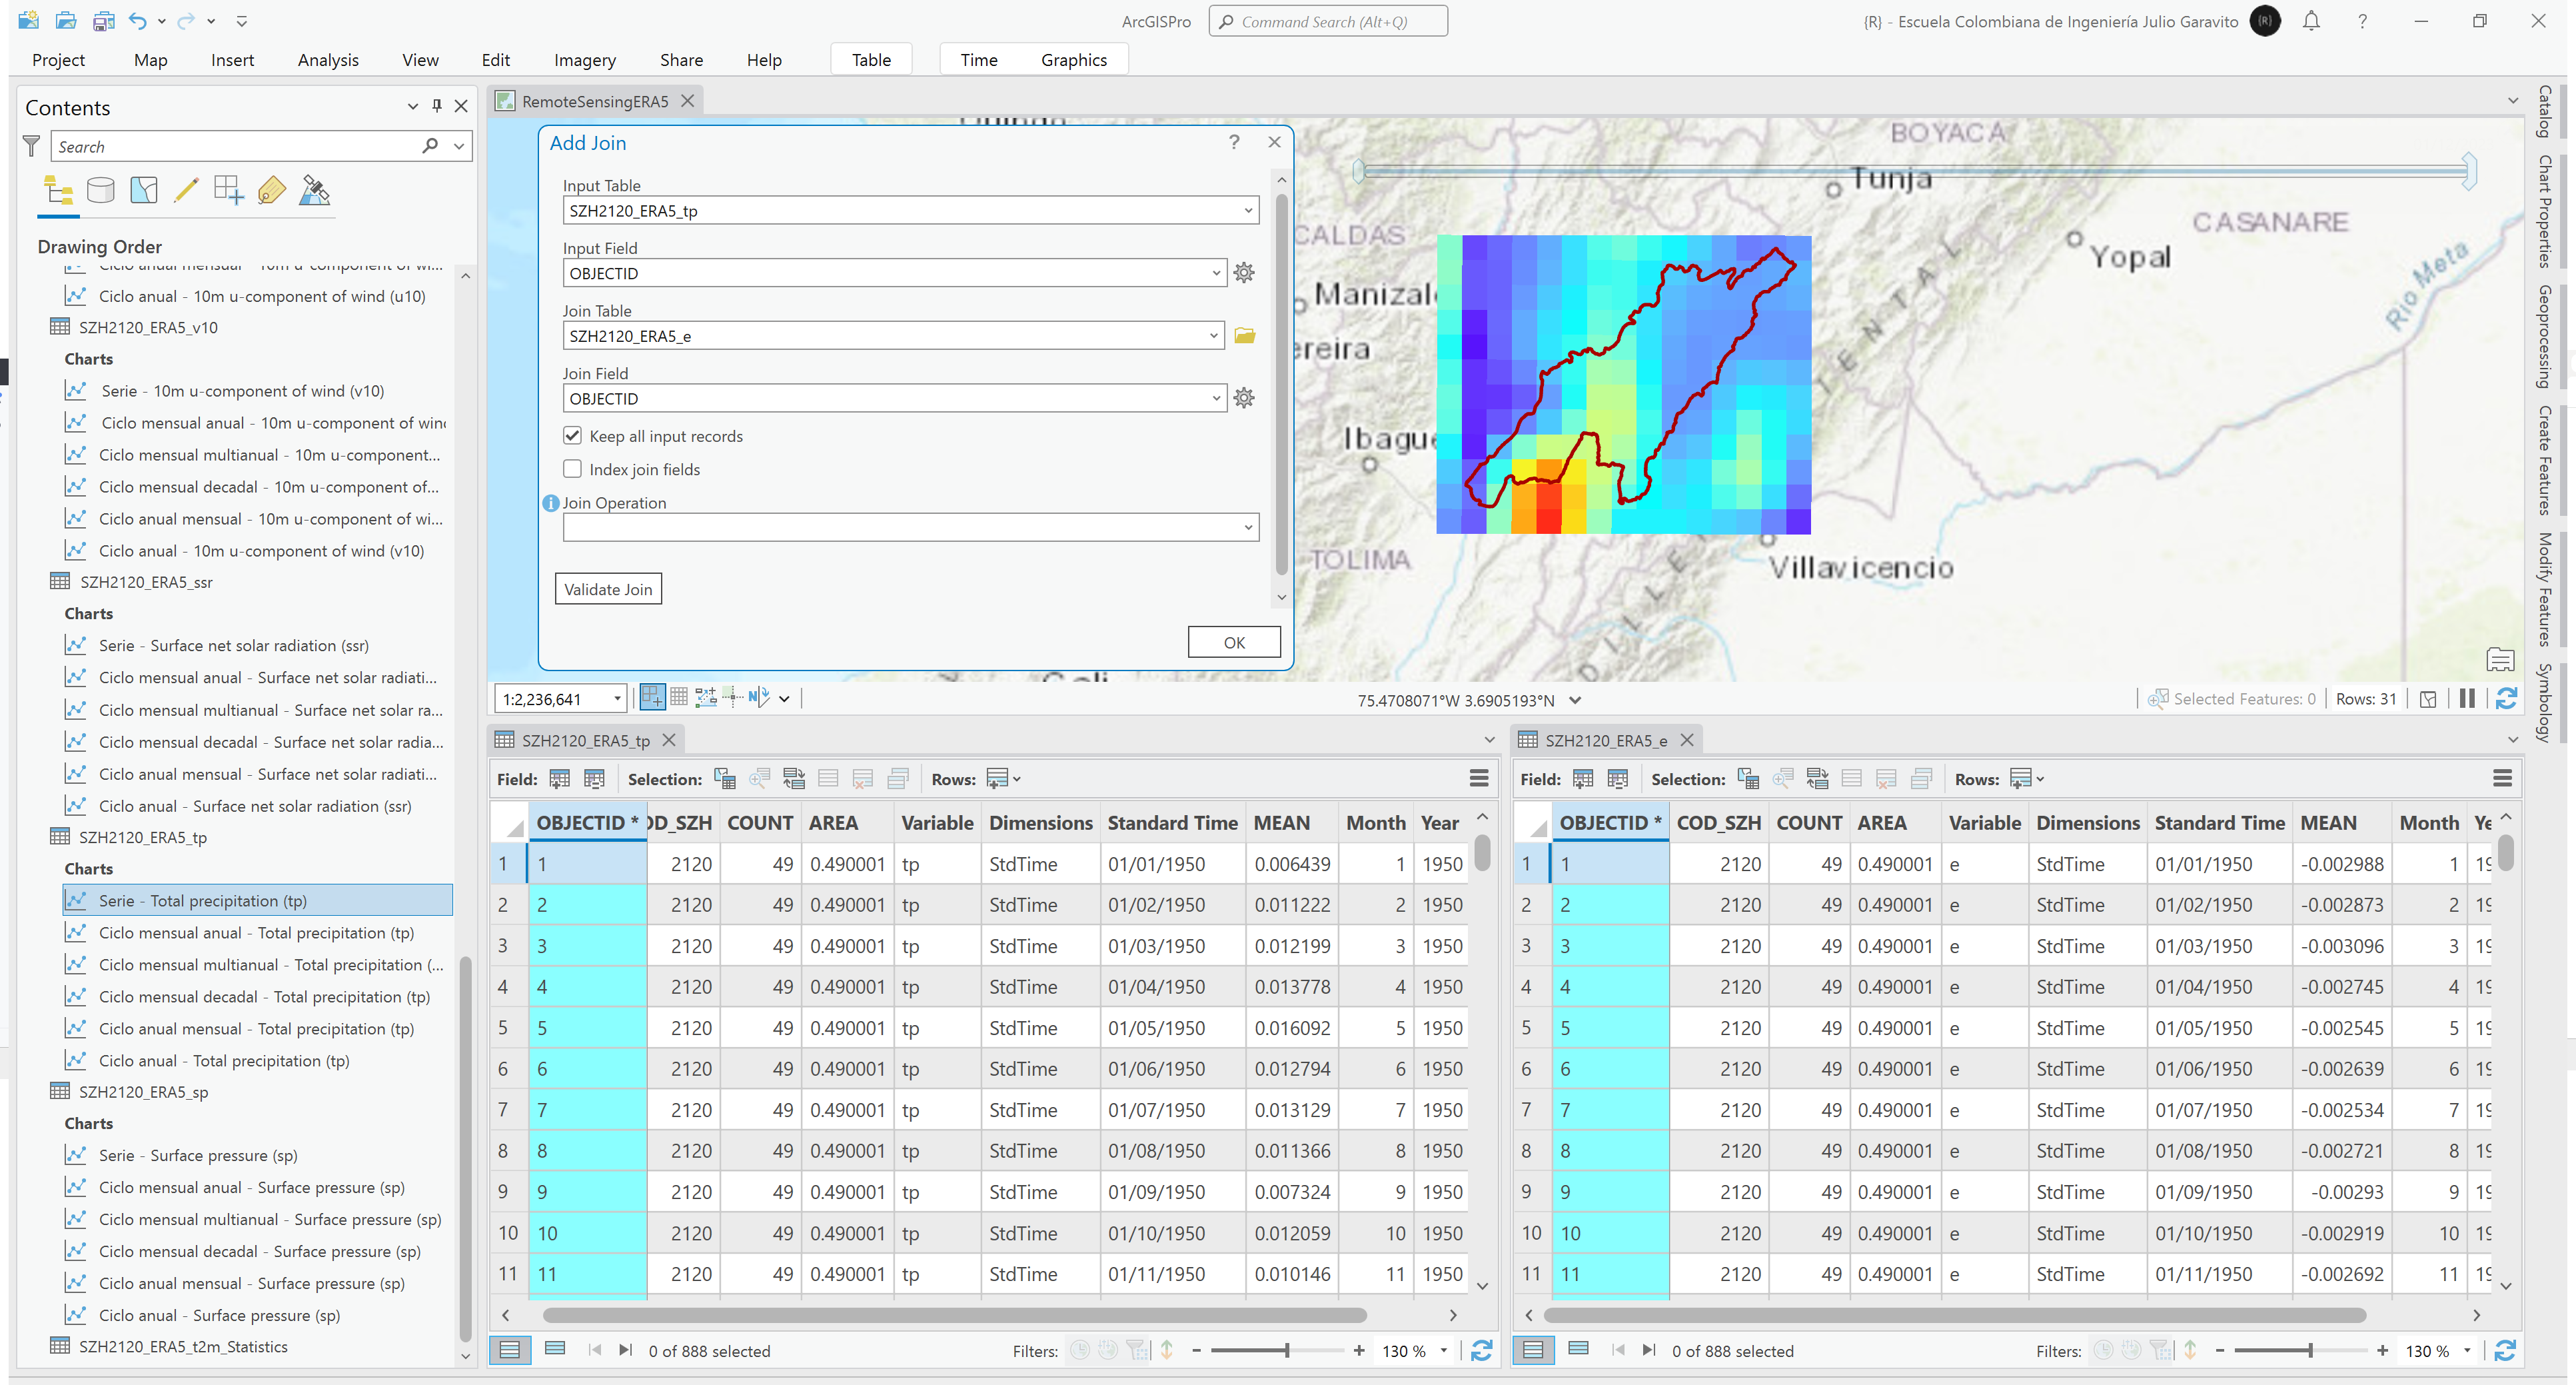 ArcGISPro
Command Search (Alt+Q)
{R} - Escuela Colombiana de Ingeniería Julio Garavito
{R}
Project Map Insert Analysis View Edit Imagery Share Help Table Time Graphics
Contents
Search
Drawing Order
Ciclo anual mensual - 10m u-component of wi...
Ciclo anual - 10m u-component of wind (u10)
SZH2120_ERA5_v10
Charts
Serie - 10m u-component of wind (v10)
Ciclo mensual anual - 10m u-component of win
Ciclo mensual multianual - 10m u-component...
Ciclo mensual decadal - 10m u-component of...
Ciclo anual mensual - 10m u-component of wi...
Ciclo anual - 10m u-component of wind (v10)
SZH2120_ERA5_ssr
Charts
Serie - Surface net solar radiation (ssr)
Ciclo mensual anual - Surface net solar radiati...
Ciclo mensual multianual - Surface net solar ra...
Ciclo mensual decadal - Surface net solar radia...
Ciclo anual mensual - Surface net solar radiati...
Ciclo anual - Surface net solar radiation (ssr)
SZH2120_ERA5_tp
Charts
Serie - Total precipitation (tp)
Ciclo mensual anual - Total precipitation (tp)
Ciclo mensual multianual - Total precipitation (...
Ciclo mensual decadal - Total precipitation (tp)
Ciclo anual mensual - Total precipitation (tp)
Ciclo anual - Total precipitation (tp)
SZH2120_ERA5_sp
Charts
Serie - Surface pressure (sp)
Ciclo mensual anual - Surface pressure (sp)
Ciclo mensual multianual - Surface pressure (sp)
Ciclo mensual decadal - Surface pressure (sp)
Ciclo anual mensual - Surface pressure (sp)
Ciclo anual - Surface pressure (sp)
SZH2120_ERA5_t2m_Statistics
RemoteSensingERA5
Add Join
Input Table
SZH2120_ERA5_tp
Input Field
OBJECTID
Join Table
SZH2120_ERA5_e
Join Field
OBJECTID
Keep all input records
Index join fields
Join Operation
Validate Join
OK
BOYACÁ
Tunja
CASANARE
Yopal
Rio Meta
CALDAS
Manizal
ereira
Ibagu
TOLIMA
Villavicencio
1:2,236,641
75.4708071°W 3.6905193°N
Selected Features: 0
Rows: 31
Catalog
Chart Properties
Geoprocessing
Create Features
Modify Features
Symbology
SZH2120_ERA5_tp
Field: Selection: Rows:
OBJECTID * OD_SZH COUNT AREA Variable Dimensions Standard Time MEAN Month Year
1 1 2120 49 0.490001 tp StdTime 01/01/1950 0.006439 1 1950
2 2 2120 49 0.490001 tp StdTime 01/02/1950 0.011222 2 1950
3 3 2120 49 0.490001 tp StdTime 01/03/1950 0.012199 3 1950
4 4 2120 49 0.490001 tp StdTime 01/04/1950 0.013778 4 1950
5 5 2120 49 0.490001 tp StdTime 01/05/1950 0.016092 5 1950
6 6 2120 49 0.490001 tp StdTime 01/06/1950 0.012794 6 1950
7 7 2120 49 0.490001 tp StdTime 01/07/1950 0.013129 7 1950
8 8 2120 49 0.490001 tp StdTime 01/08/1950 0.011366 8 1950
9 9 2120 49 0.490001 tp StdTime 01/09/1950 0.007324 9 1950
10 10 2120 49 0.490001 tp StdTime 01/10/1950 0.012059 10 1950
11 11 2120 49 0.490001 tp StdTime 01/11/1950 0.010146 11 1950
0 of 888 selected
Filters: 130 %
SZH2120_ERA5_e
Field: Selection: Rows:
OBJECTID * COD_SZH COUNT AREA Variable Dimensions Standard Time MEAN Month Ye
1 1 2120 49 0.490001 e StdTime 01/01/1950 -0.002988 1 19
2 2 2120 49 0.490001 e StdTime 01/02/1950 -0.002873 2 19
3 3 2120 49 0.490001 e StdTime 01/03/1950 -0.003096 3 19
4 4 2120 49 0.490001 e StdTime 01/04/1950 -0.002745 4 19
5 5 2120 49 0.490001 e StdTime 01/05/1950 -0.002545 5 19
6 6 2120 49 0.490001 e StdTime 01/06/1950 -0.002639 6 19
7 7 2120 49 0.490001 e StdTime 01/07/1950 -0.002534 7 19
8 8 2120 49 0.490001 e StdTime 01/08/1950 -0.002721 8 19
9 9 2120 49 0.490001 e StdTime 01/09/1950 -0.00293 9 19
10 10 2120 49 0.490001 e StdTime 01/10/1950 -0.002919 10 19
11 11 2120 49 0.490001 e StdTime 01/11/1950 -0.002692 11 19
0 of 888 selected
Filters: 130 %